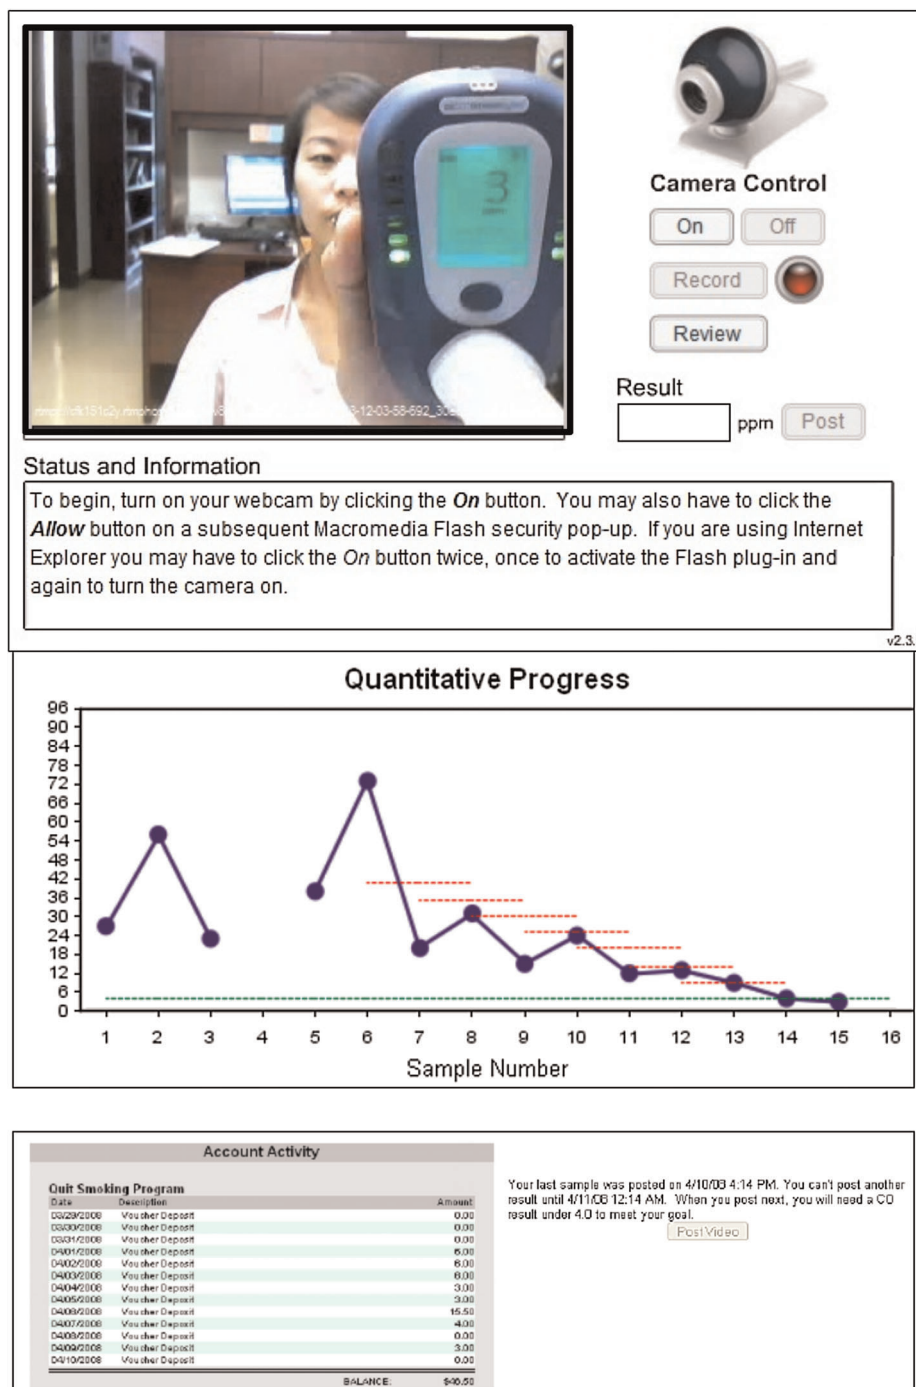 3
Camera Control
On Off
Record
Review
Result
ppm Post
Status and Information
To begin, turn on your webcam by clicking the On button. You may also have to click the
Allow button on a subsequent Macromedia Flash security pop-up. If you are using Internet
Explorer you may have to click the On button twice, once to activate the Flash plug-in and
again to turn the camera on.
v2.3.
Quantitative Progress
96
90
84
78
72
66
60
54
48
42
36
30
24
18
12
6
0
1 2 3 4 5 6 7 8 9 10 11 12 13 14 15 16
Sample Number
Account Activity
Quit Smoking Program
Date Description Amount
03/29/2008 Voucher Deposit 0.00
03/30/2008 Voucher Deposit 0.00
03/31/2008 Voucher Deposit 0.00
04/01/2008 Voucher Deposit 6.00
04/02/2008 Voucher Deposit 6.00
04/03/2008 Voucher Deposit
04/04/2008 Voucher Deposit 3.00
04/05/2008 Voucher Deposit 3.00
Voucher Deposit 15.50
04/07/2008 Voucher Deposit 4.00
04/08/2008 Voucher Deposit 0.00
04/09/2008 Voucher Deposit 3.00
04/10/2008 Voucher Deposit 0.00
BALANCE:
Your last sample was posted on 4/10/08 4:14 PM. You can't post another
result until 4/11/08 12:14 AM. When you post next, you will need a CO
result under 4.0 to meet your goal.
Post Video